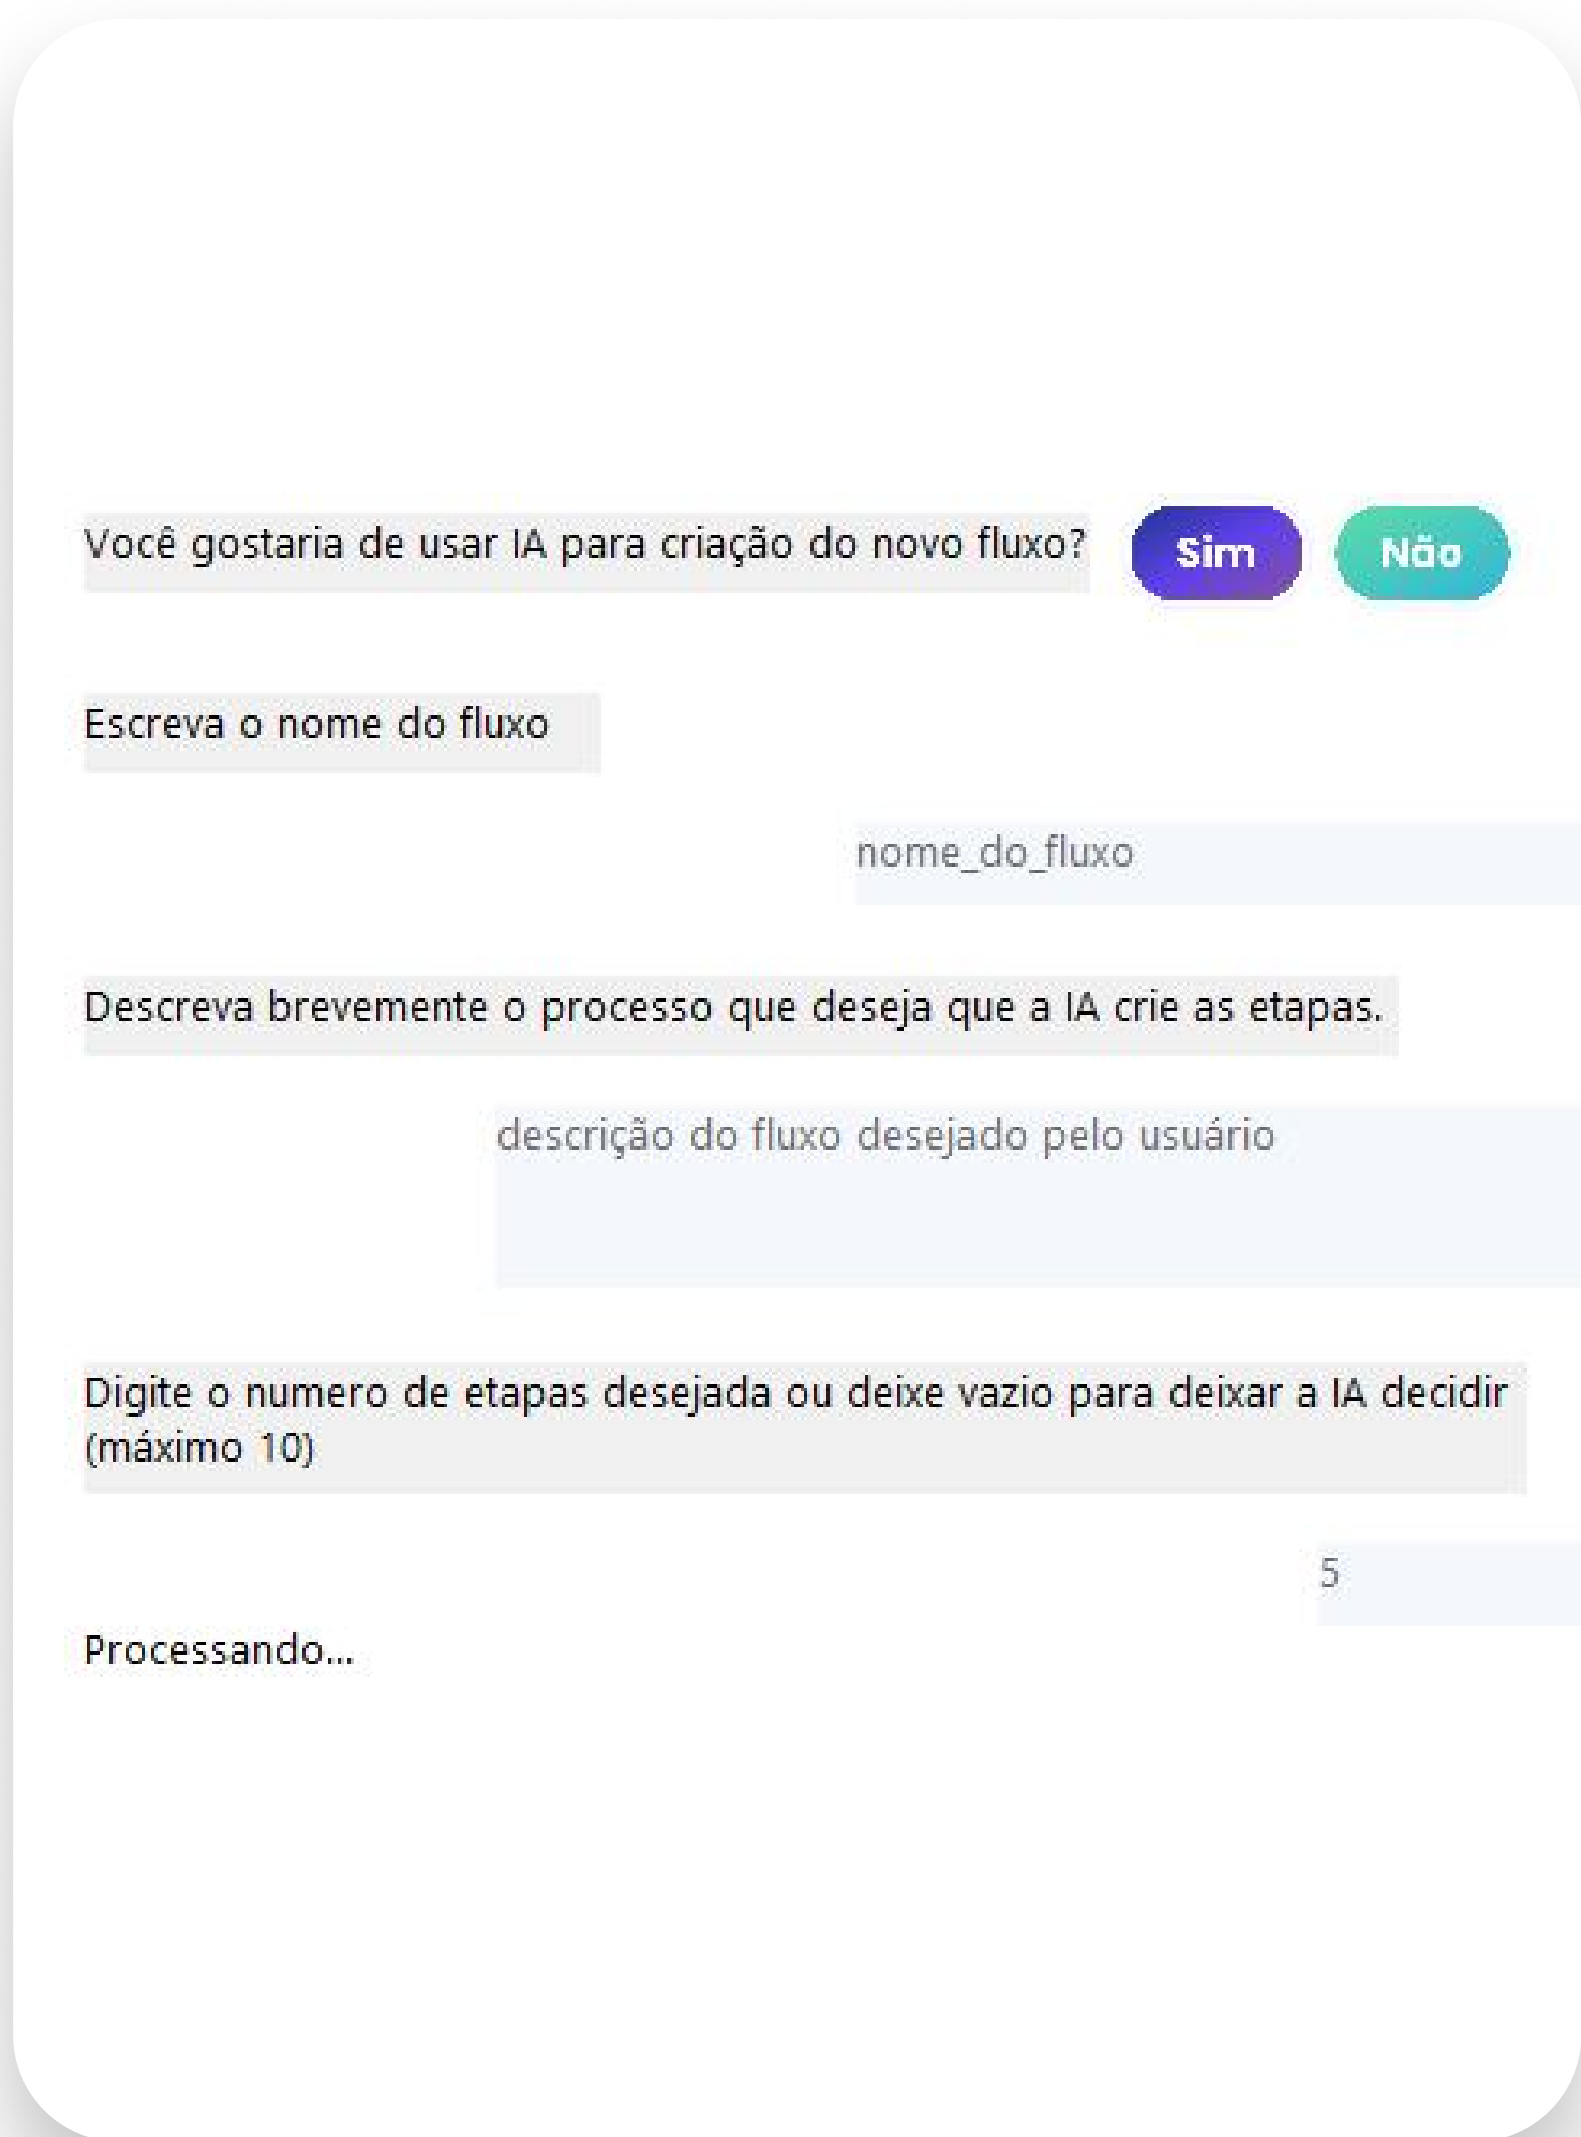 Você gostaria de usar IA para criação do novo fluxo? Sim Não
Escreva o nome do fluxo
nome_do_fluxo
Descreva brevemente o processo que deseja que a IA crie as etapas.
descrição do fluxo desejado pelo usuário
Digite o numero de etapas desejada ou deixe vazio para deixar a IA decidir
(máximo 10)
5
Processando...